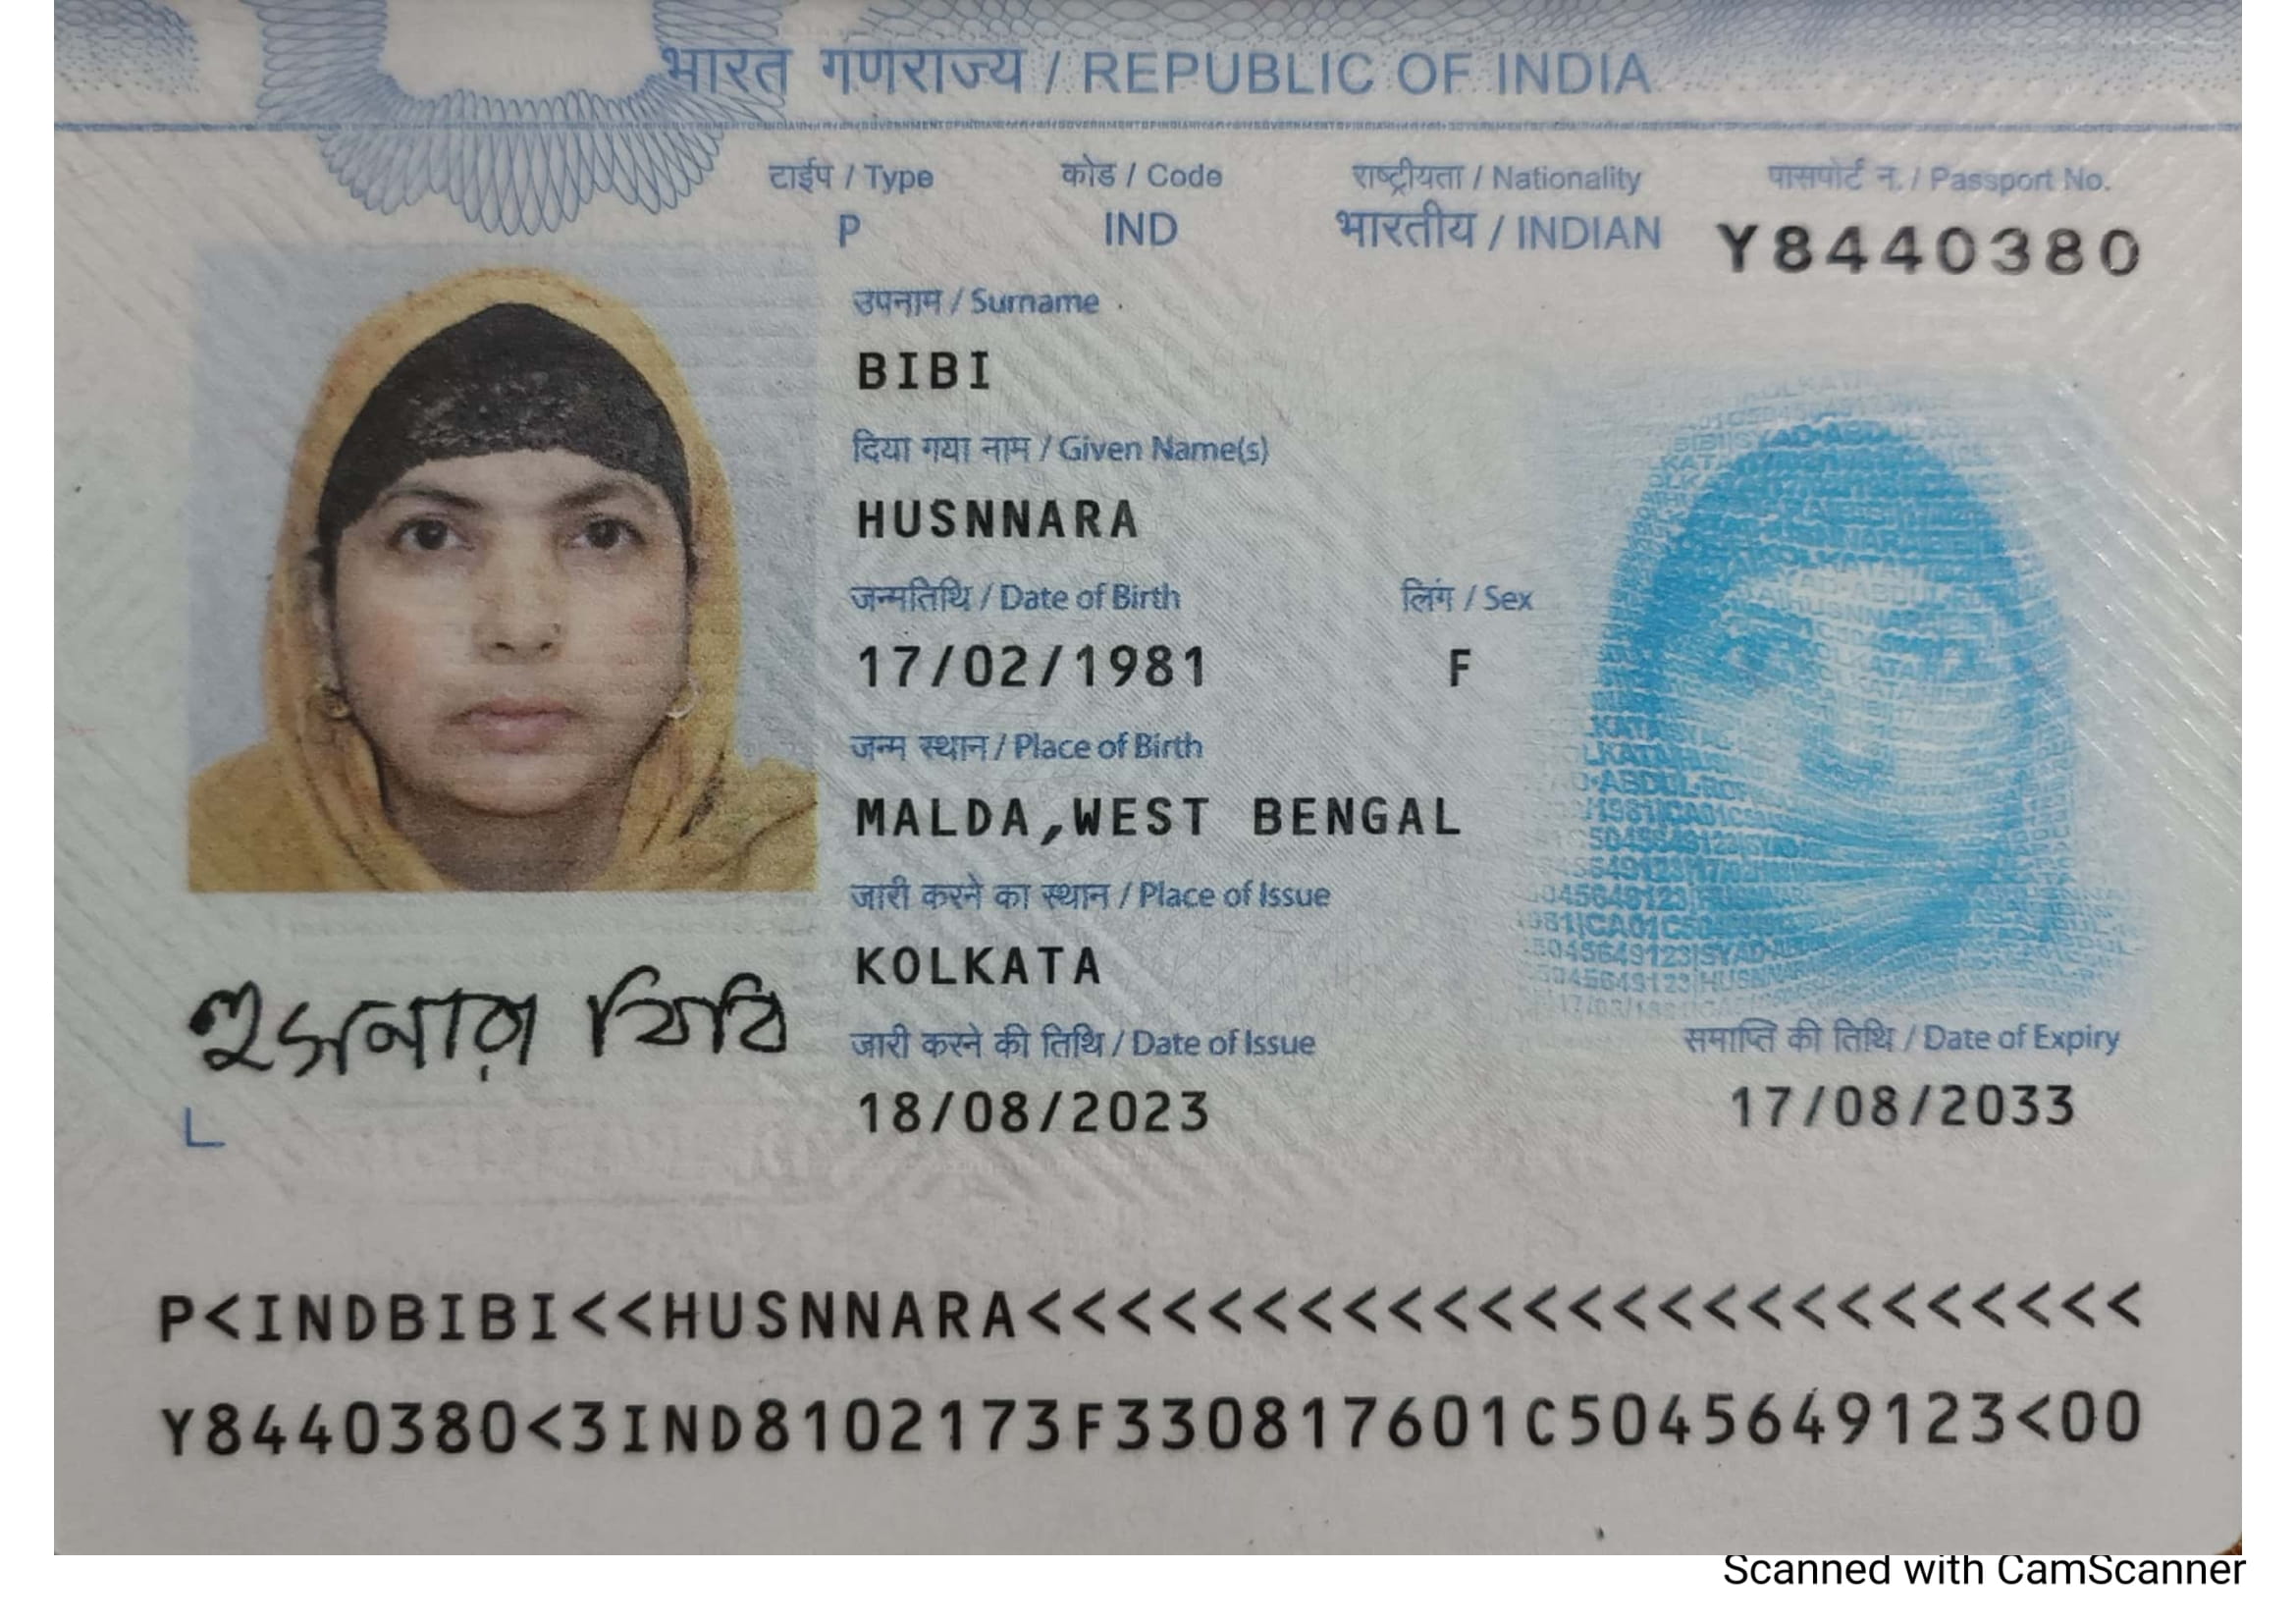 भारत गणराज्य / REPUBLIC OF INDIA
टाईप / Type
कोड / Code
राष्ट्रीयता / Nationality
पासपोर्ट न. / Passport No.
P
IND
भारतीय / INDIAN
Y8440380
उपनाम / Surname
BIBI
दिया गया नाम / Given Name(s)
HUSNNARA
जन्मतिथि / Date of Birth
लिंग / Sex
17/02/1981
F
जन्म स्थान / Place of Birth
MALDA,WEST BENGAL
जारी करने का स्थान / Place of Issue
KOLKATA
হুসনারা বিবি
जारी करने की तिथि / Date of Issue
समाप्ति की तिथि / Date of Expiry
18/08/2023
17/08/2033
P<INDBIBI<<HUSNNARA<<<<<<<<<<<<<<<<<<<<<<<<<
Y8440380<3IND8102173F330817601C5045649123<00
Scanned with CamScanner